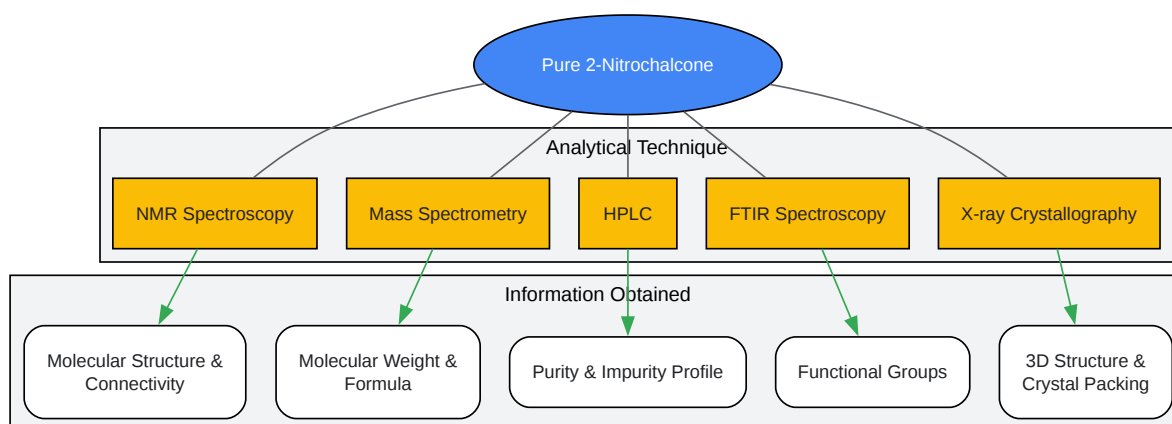 Pure 2-Nitrochalcone
Analytical Technique
NMR Spectroscopy
Mass Spectrometry
HPLC
FTIR Spectroscopy
X-ray Crystallography
Information Obtained
Molecular Structure &
Connectivity
Molecular Weight &
Formula
Purity & Impurity Profile
Functional Groups
3D Structure &
Crystal Packing